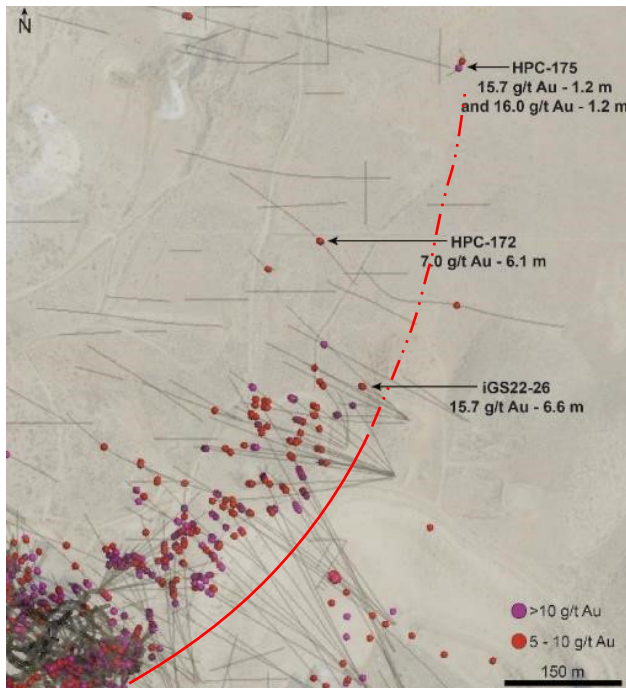 N
HPC-175
15.7 g/t Au - 1.2 m
and 16.0 g/t Au - 1.2 m
HPC-172
7.0 g/t Au - 6.1 m
iGS22-26
15.7 g/t Au - 6.6 m
>10 g/t Au
5 - 10 g/t Au
150 m